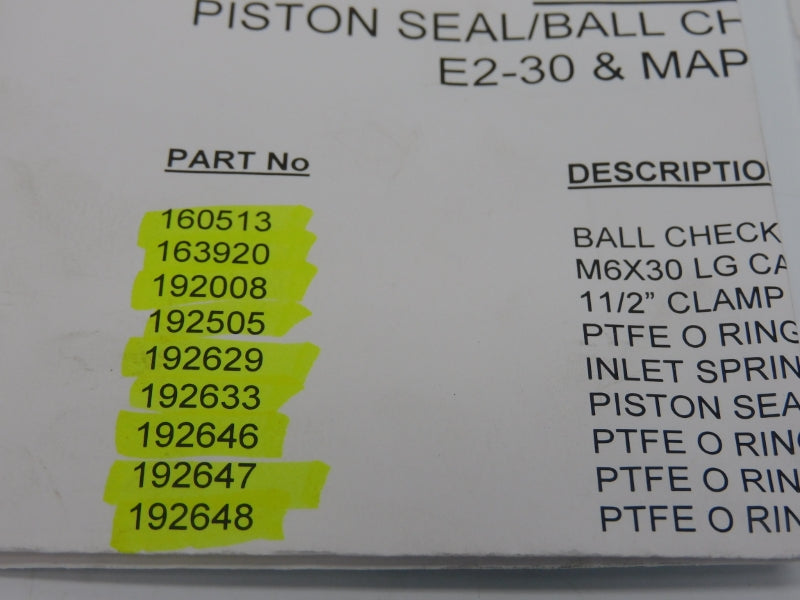 PISTON SEAL/BALL CH
E2-30 & MAP
PART No DESCRIPTIO
160513 BALL CHECK
163920 M6X30 LG CA
192008 11/2” CLAMP
192505 PTFE O RING
192629 INLET SPRIN
192633 PISTON SEA
192646 PTFE O RING
192647 PTFE O RIN
192648 PTFE O RIN